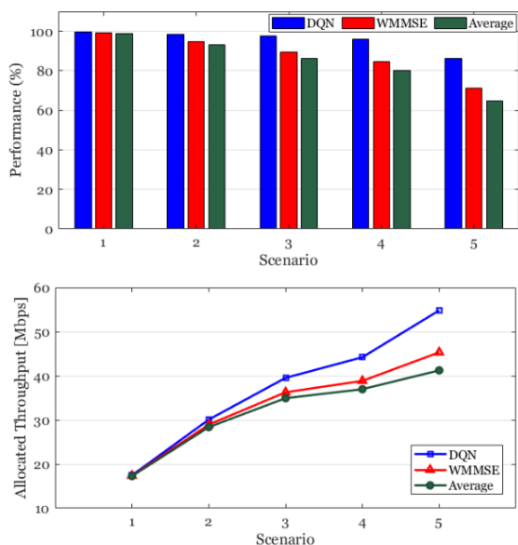 DQN WMMSE Average
100
80
60
40
20
0
Performance (%)
1 2 3 4 5
Scenario
60
50
40
30
20
10
Allocated Throughput [Mbps]
DQN
WMMSE
Average
1 2 3 4 5
Scenario